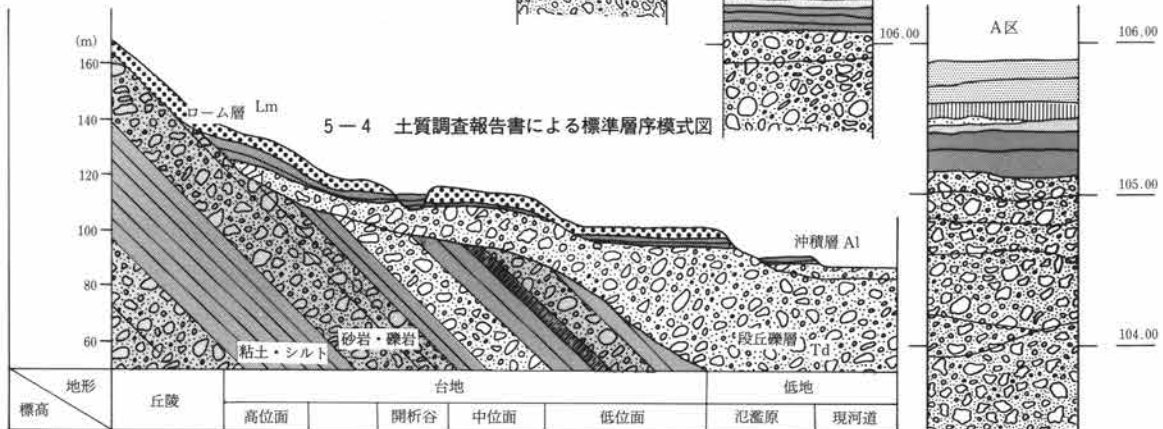 (m)
160
140
120
100
80
60
ローム層 Lm
5－4 土質調査報告書による標準層序模式図
沖積層 Al
粘土・シルト
砂岩・礫岩
段丘礫層
Td
地形
標高
丘陵
台地
低地
高位面
開析谷
中位面
低位面
氾濫原
現河道
106.00
A区
106.00
105.00
104.00